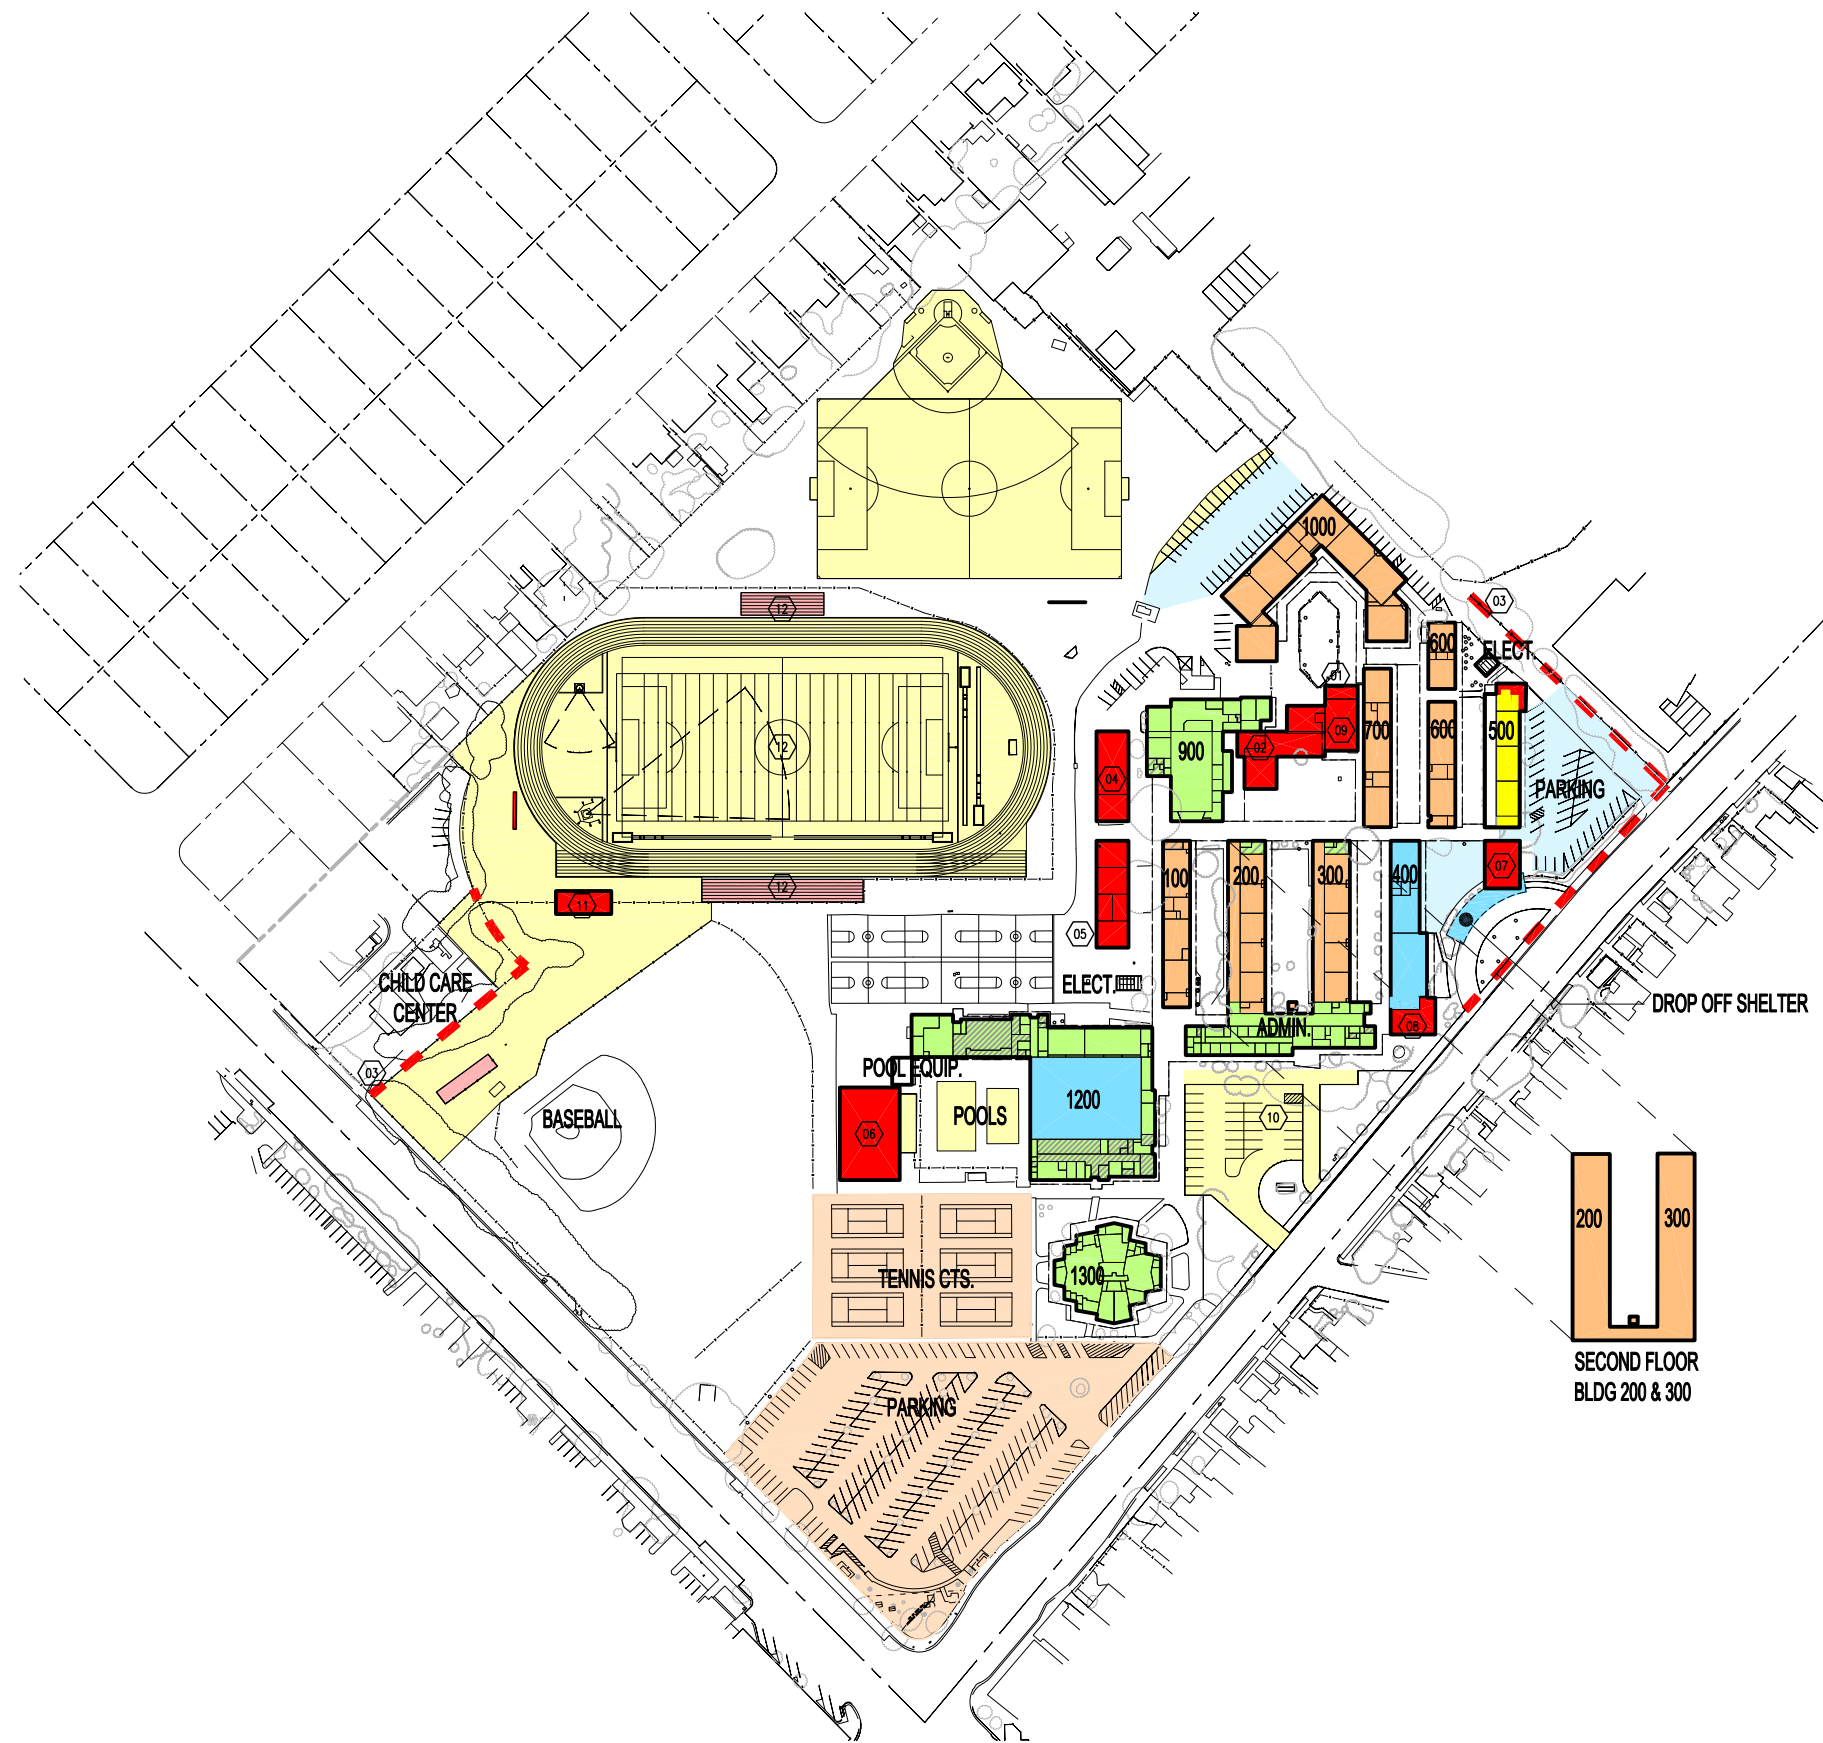 1000
12
03
600
ELECT.
01
900
02
09
700
600
500
12
04
PARKING
07
100
200
300
400
12
11
05
ELECT.
CHILD CARE
CENTER
DROP OFF SHELTER
ADMIN.
08
POOL EQUIP.
03
1200
BASEBALL
POOLS
10
06
200
300
1300
TENNIS CTS.
SECOND FLOOR
BLDG 200 & 300
PARKING